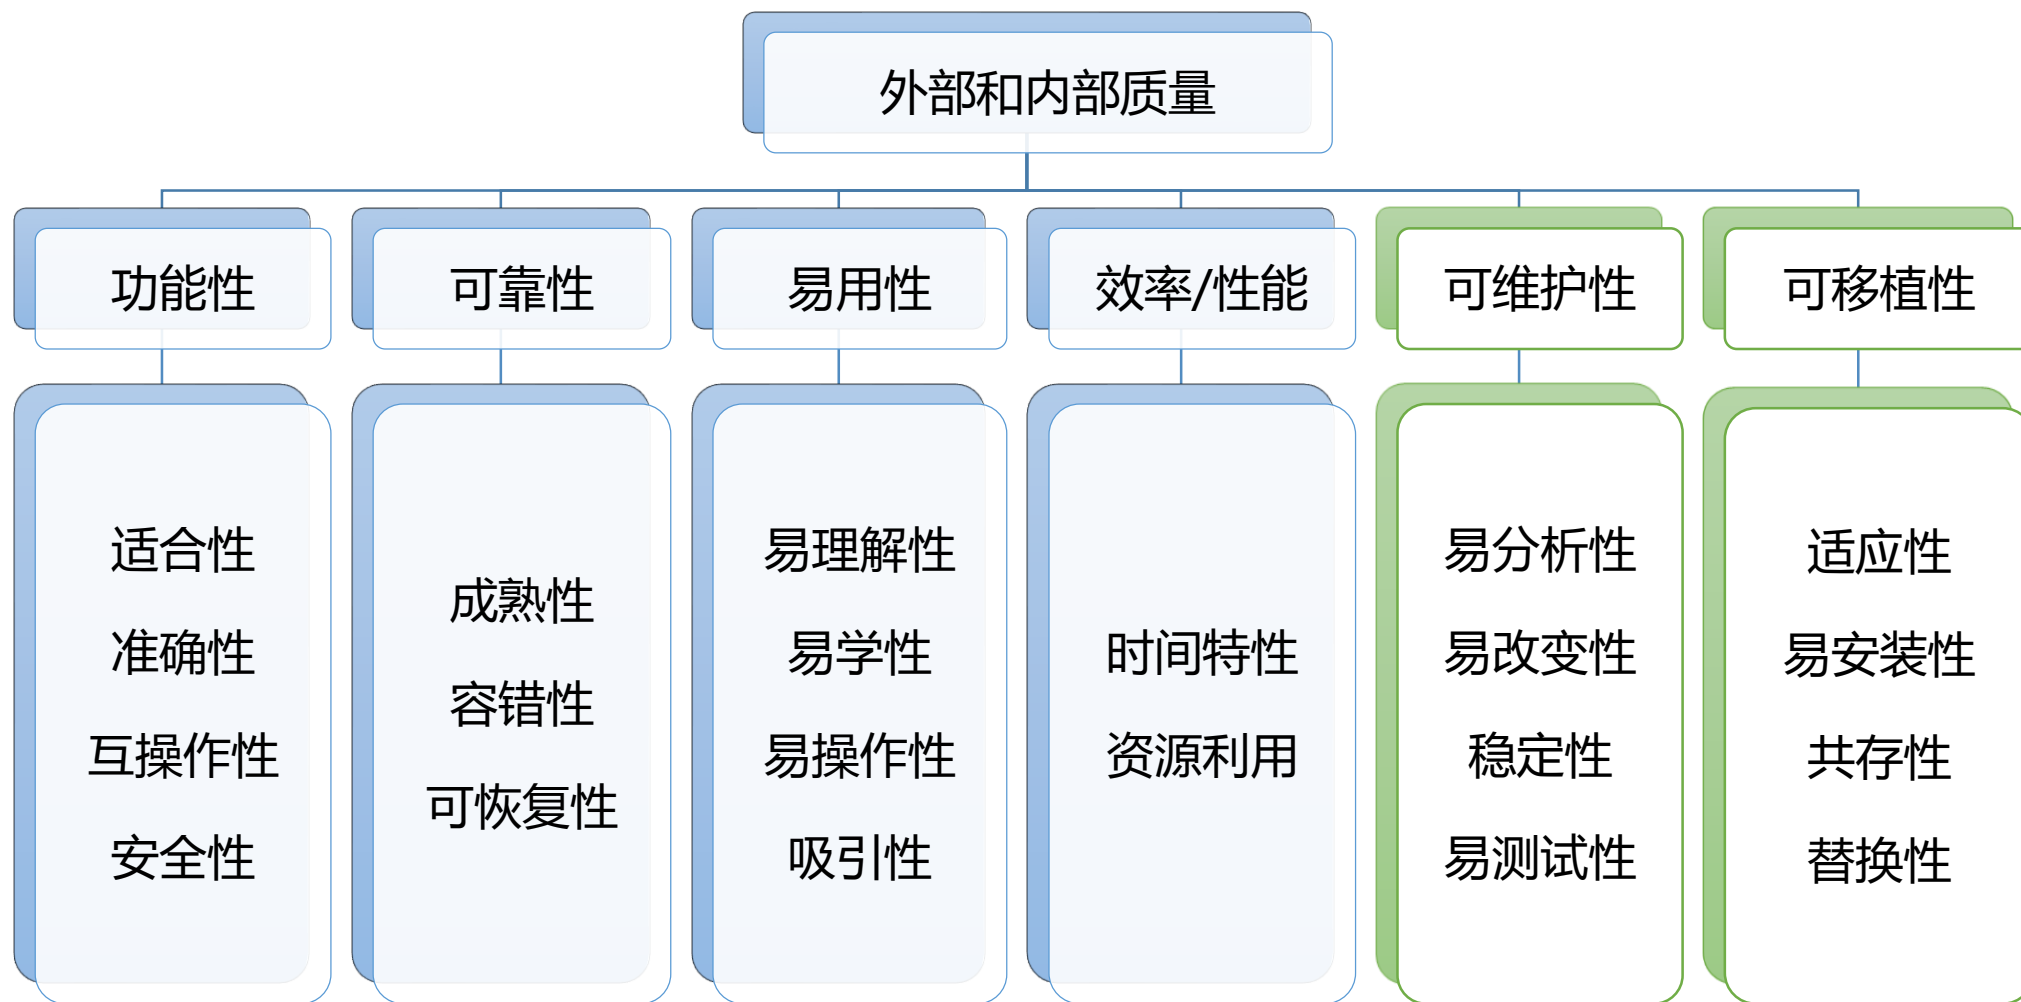 外部和内部质量
功能性
可靠性
易用性
效率/性能
可维护性
可移植性
适合性
准确性
互操作性
安全性
成熟性
容错性
可恢复性
易理解性
易学性
易操作性
吸引性
时间特性
资源利用
易分析性
易改变性
稳定性
易测试性
适应性
易安装性
共存性
替换性